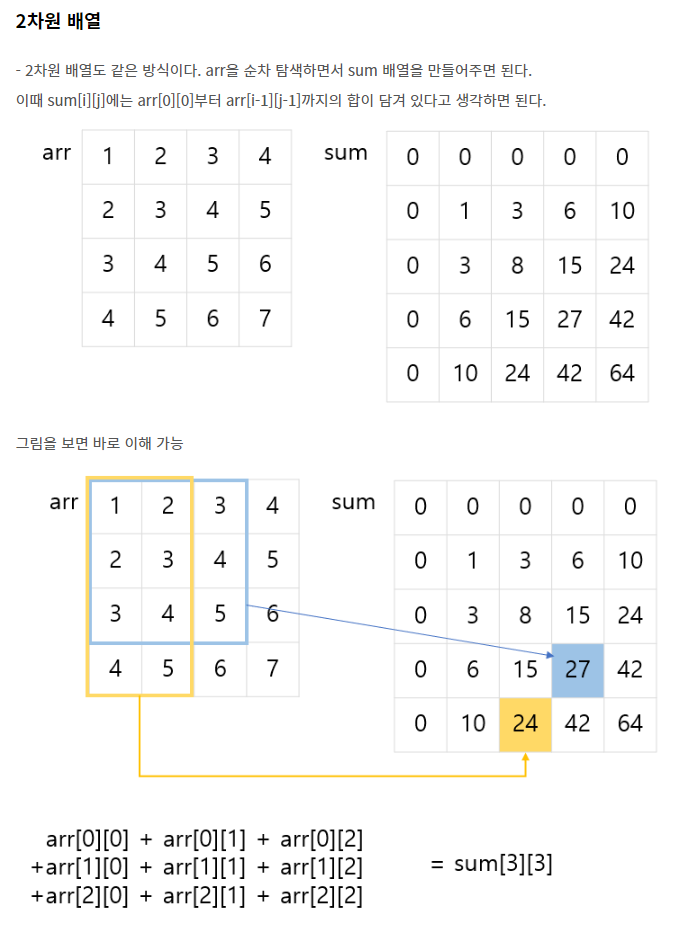 2차원 배열
- 2차원 배열도 같은 방식이다. arr을 순차 탐색하면서 sum 배열을 만들어주면 된다.
이때 sum[i][j]에는 arr[0][0]부터 arr[i-1][j-1]까지의 합이 담겨 있다고 생각하면 된다.
arr
1 2 3 4
2 3 4 5
3 4 5 6
4 5 6 7
sum
0 0 0 0 0
0 1 3 6 10
0 3 8 15 24
0 6 15 27 42
0 10 24 42 64
그림을 보면 바로 이해 가능
arr
1 2 3 4
2 3 4 5
3 4 5 6
4 5 6 7
sum
0 0 0 0 0
0 1 3 6 10
0 3 8 15 24
0 6 15 27 42
0 10 24 42 64
arr[0][0] + arr[0][1] + arr[0][2]
+arr[1][0] + arr[1][1] + arr[1][2]
+arr[2][0] + arr[2][1] + arr[2][2]
= sum[3][3]